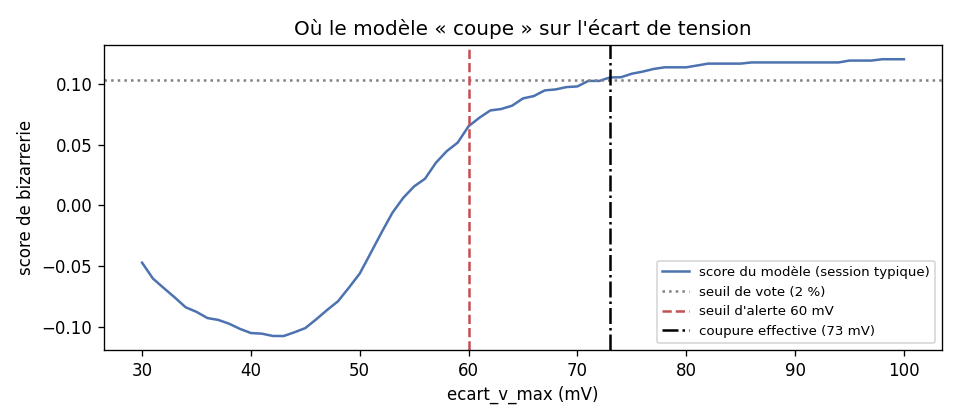 Où le modèle « coupe » sur l'écart de tension
score de bizarrerie
0.10
0.05
0.00
−0.05
−0.10
score du modèle (session typique)
seuil de vote (2 %)
seuil d'alerte 60 mV
coupure effective (73 mV)
30 40 50 60 70 80 90 100
ecart_v_max (mV)